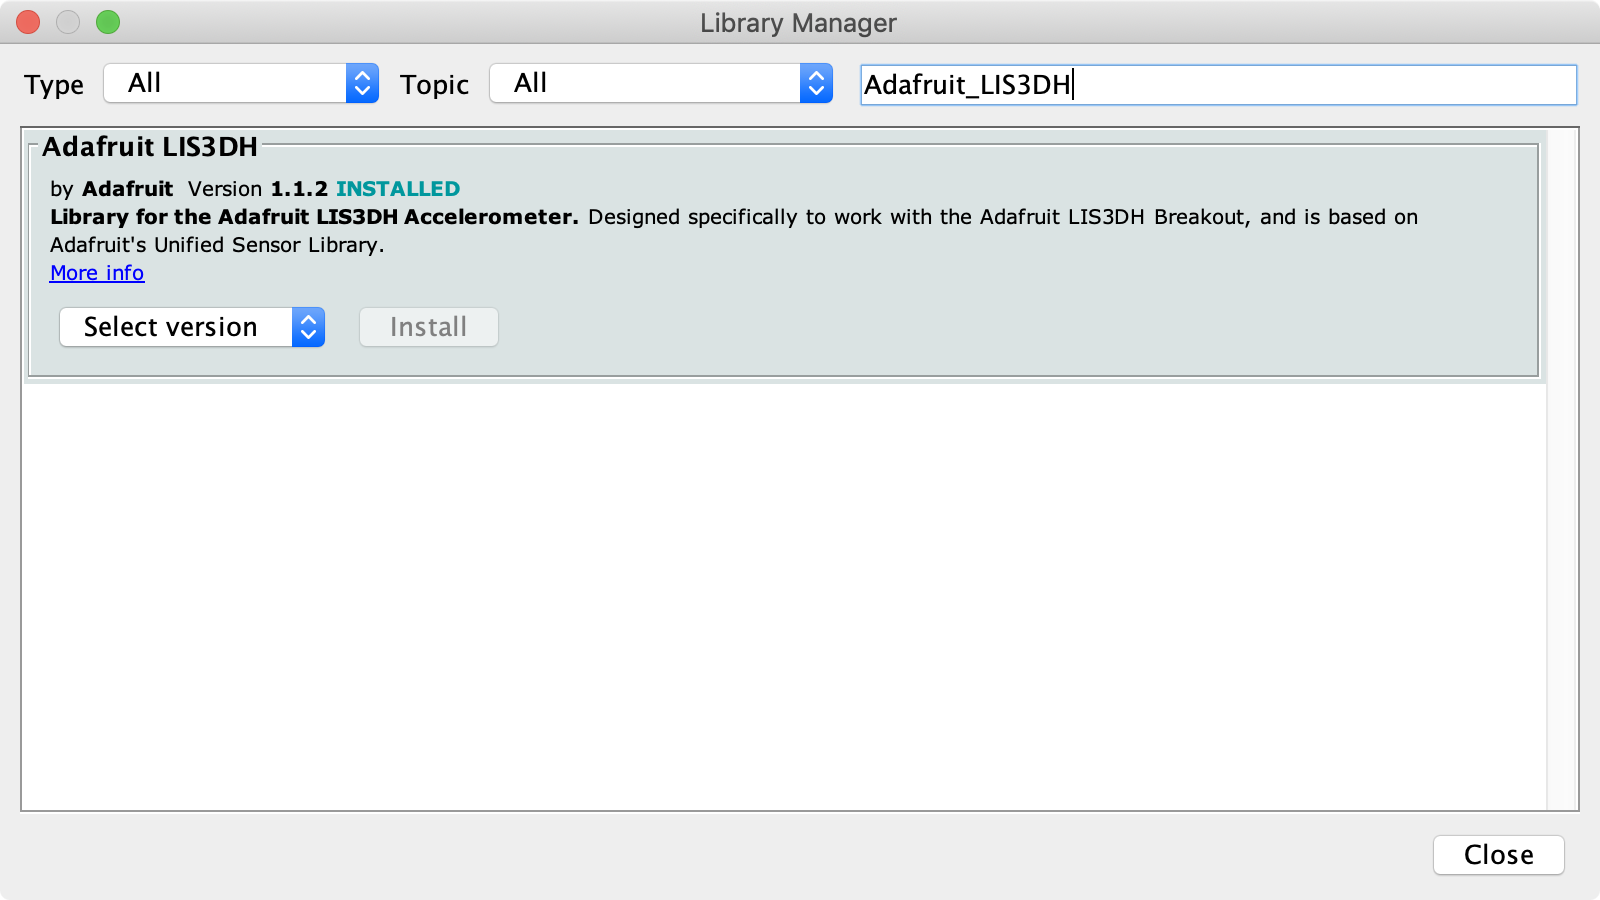 Library Manager
Type All Topic All Adafruit_LIS3DH
Adafruit LIS3DH
by Adafruit Version 1.1.2 INSTALLED
Library for the Adafruit LIS3DH Accelerometer. Designed specifically to work with the Adafruit LIS3DH Breakout, and is based on
Adafruit's Unified Sensor Library.
More info
Select version Install
Close